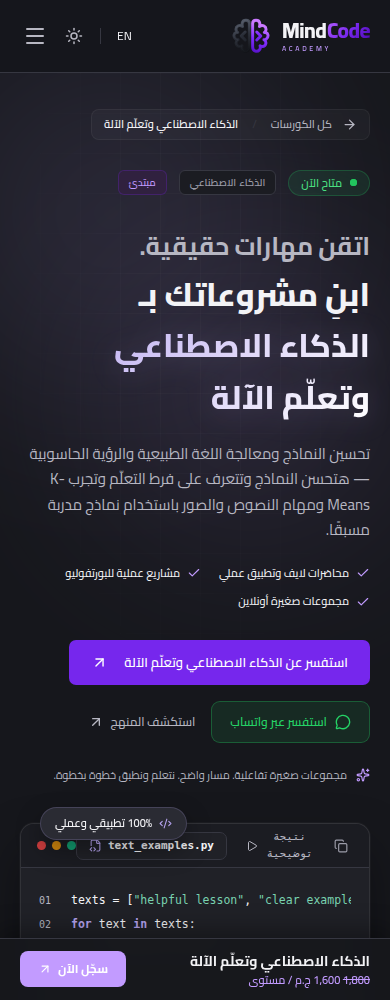 MindCode
ACADEMY
EN
كل الكورسات / الذكاء الاصطناعي وتعلّم الآلة
متاح الآن
الذكاء الاصطناعي
مبتدئ
اتقن مهارات حقيقية.
ابنِ مشروعاتك بـ
الذكاء الاصطناعي
وتعلّم الآلة
تحسين النماذج ومعالجة اللغة الطبيعية والرؤية الحاسوبية
— هتحسن النماذج وتتعرف على فرط التعلّم وتجرب K-
Means ومهام النصوص والصور باستخدام نماذج مدربة
مسبقًا.
محاضرات لايف وتطبيق عملي
مشاريع عملية للبورتفوليو
مجموعات صغيرة أونلاين
استفسر عن الذكاء الاصطناعي وتعلّم الآلة
استفسر عبر واتساب
استكشف المنهج
مجموعات صغيرة تفاعلية. مسار واضح. نتعلم ونطبق خطوة بخطوة.
100% تطبيقي وعملي
text_examples.py
نتيجة
توضيحية
01 texts = ["helpful lesson", "clear example
02 for text in texts:
الذكاء الاصطناعي وتعلّم الآلة
1,800 1,600 ج.م / مستوى
سجّل الآن